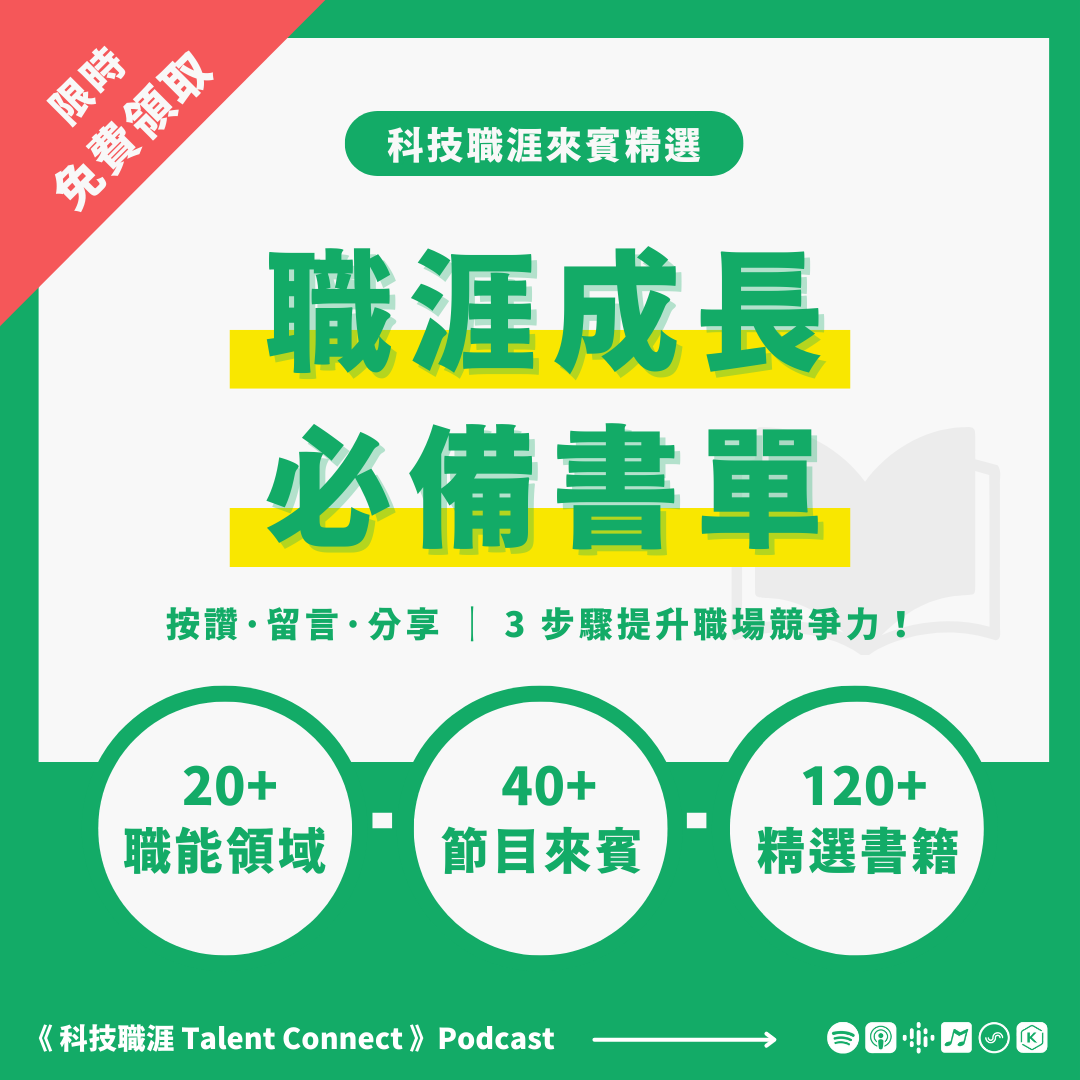 限時
免費領取
科技職涯來賓精選
職涯成長
必備書單
按讚·留言·分享 | 3 步驟提升職場競爭力!
20+
職能領域
40+
節目來賓
120+
精選書籍
《 科技職涯 Talent Connect 》 Podcast